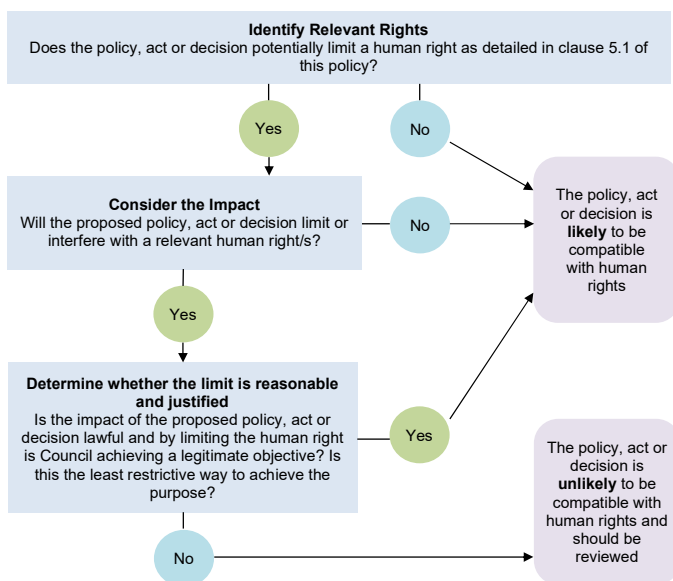 Identify Relevant Rights
Does the policy, act or decision potentially limit a human right as detailed in clause 5.1 of
this policy?
Yes
No
Consider the Impact
Will the proposed policy, act or decision limit or
interfere with a relevant human right/s?
No
The policy, act
or decision is
likely to be
compatible
with human
rights
Yes
Determine whether the limit is reasonable
and justified
Is the impact of the proposed policy, act or
decision lawful and by limiting the human right
is Council achieving a legitimate objective? Is
this the least restrictive way to achieve the
purpose?
Yes
The policy, act or
decision is
unlikely to be
compatible with
human rights and
should be
reviewed
No